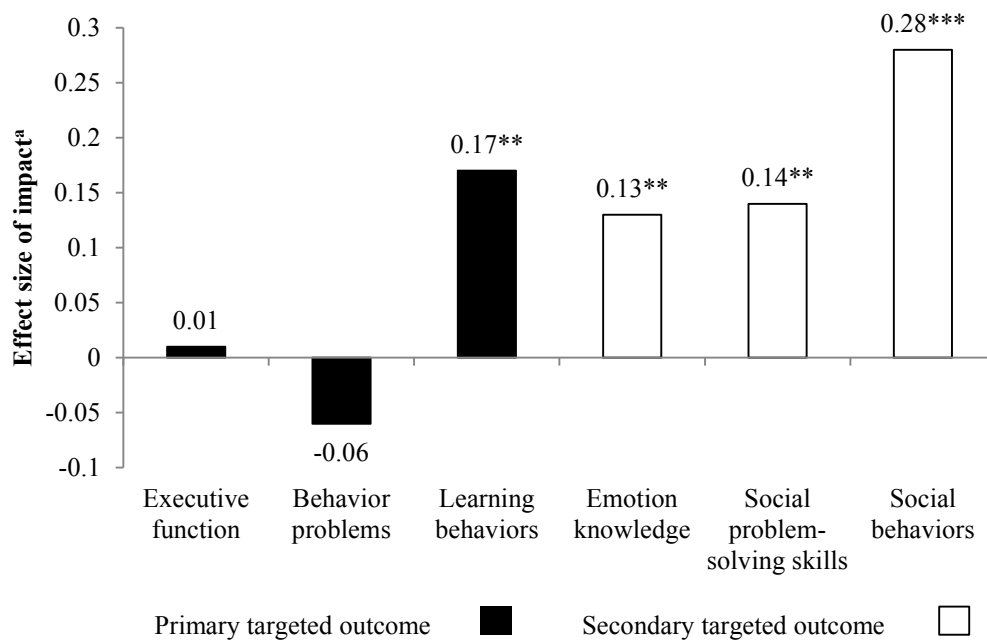 0.3
0.25
0.2
0.15
0.1
0.05
0
-0.05
-0.1
Effect size of impactᵃ
0.01
-0.06
0.17**
0.13**
0.14**
0.28***
Executive
function
Behavior
problems
Learning
behaviors
Emotion
knowledge
Social
problem-
solving skills
Social
behaviors
Primary targeted outcome
Secondary targeted outcome